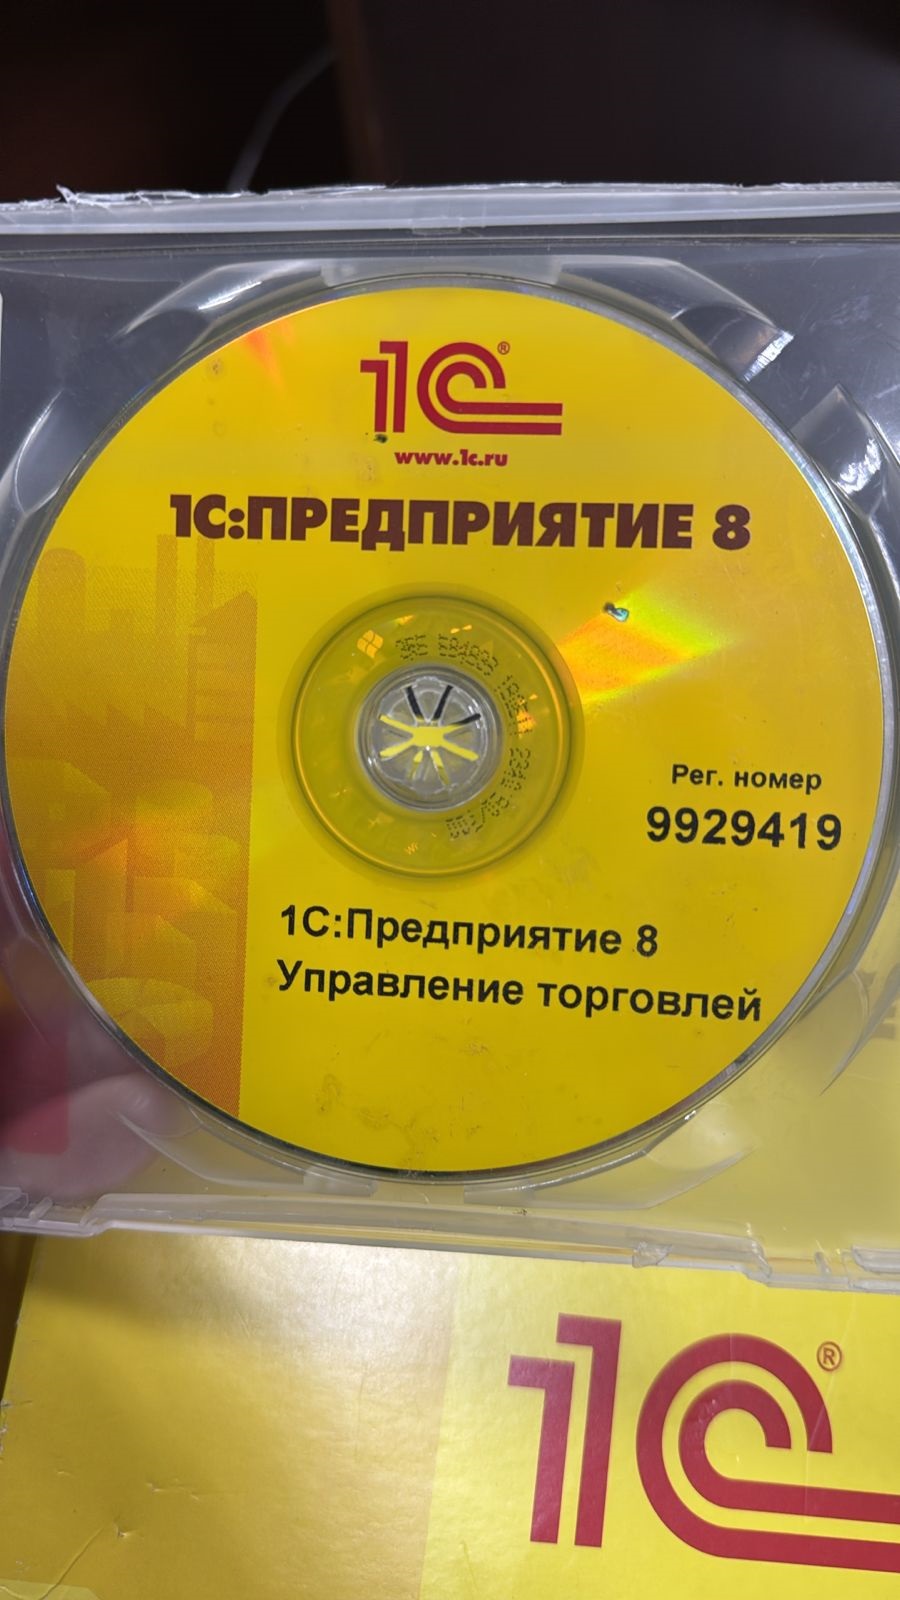 1С®
www.1c.ru
1С:ПРЕДПРИЯТИЕ 8
Рег. номер
9929419
1С:Предприятие 8
Управление торговлей
1С®